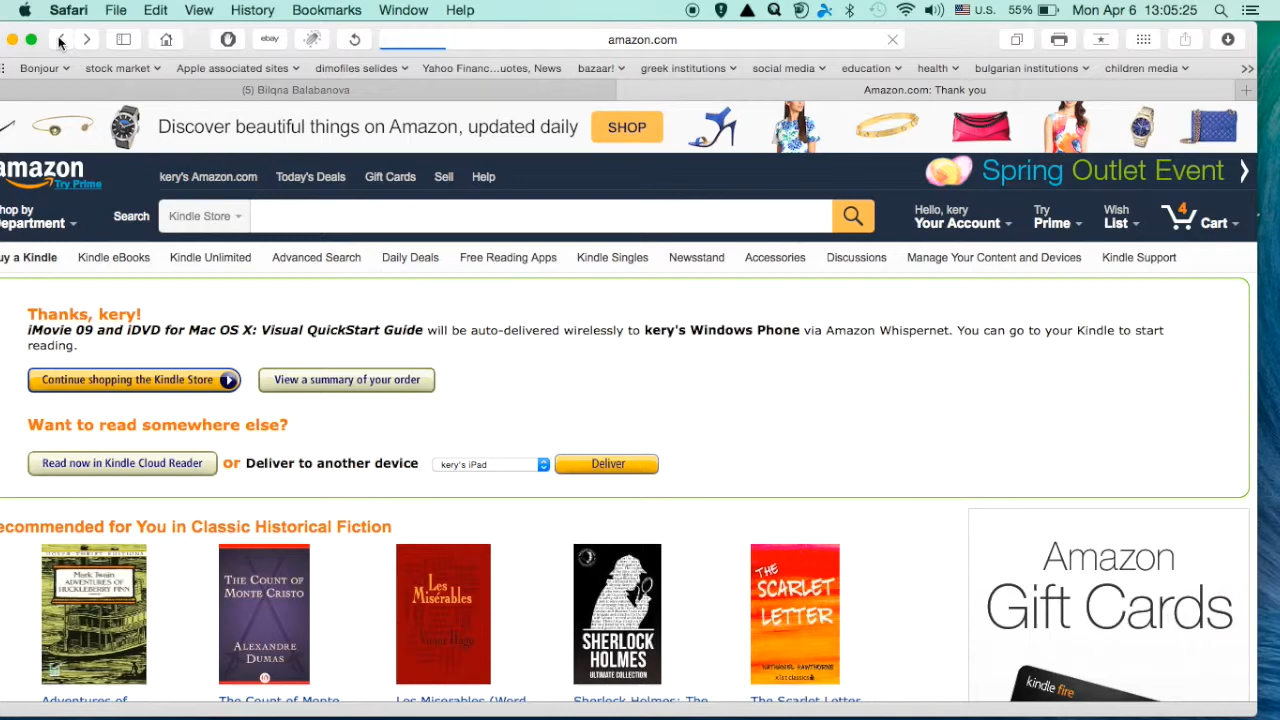 Safari File Edit View History Bookmarks Window Help U.S. 55% Mon Apr 6 13:05:25
ebay amazon.com
Bonjour stock market Apple associated sites dimofiles selides Yahoo Financ...uotes, News bazaar! greek institutions social media education health bulgarian institutions children media
(5) Bilqna Balabanova Amazon.com: Thank you
Discover beautiful things on Amazon, updated daily SHOP
amazon Try Prime kery's Amazon.com Today's Deals Gift Cards Sell Help Spring Outlet Event
hop by Department Search Kindle Store Hello, kery Your Account Try Prime Wish List 4 Cart
uy a Kindle Kindle eBooks Kindle Unlimited Advanced Search Daily Deals Free Reading Apps Kindle Singles Newsstand Accessories Discussions Manage Your Content and Devices Kindle Support
Thanks, kery!
iMovie 09 and iDVD for Mac OS X: Visual QuickStart Guide will be auto-delivered wirelessly to kery's Windows Phone via Amazon Whispernet. You can go to your Kindle to start
reading.
Continue shopping the Kindle Store View a summary of your order
Want to read somewhere else?
Read now in Kindle Cloud Reader or Deliver to another device kery's iPad Deliver
ecommended for You in Classic Historical Fiction
Mark Twain
ADVENTURES OF
HUCKLEBERRY FINN
THE COUNT OF
MONTE CRISTO
ALEXANDRE
DUMAS
Les
Misérables
SHERLOCK
HOLMES
ULTIMATE COLLECTION
THE
SCARLET
LETTER
NATHANIEL HAWTHORNE
Amazon
Gift Cards
kindle fire
Adventures of The Count of Monte Les Miserables (Word Sherlock Holmes: The The Scarlet Letter